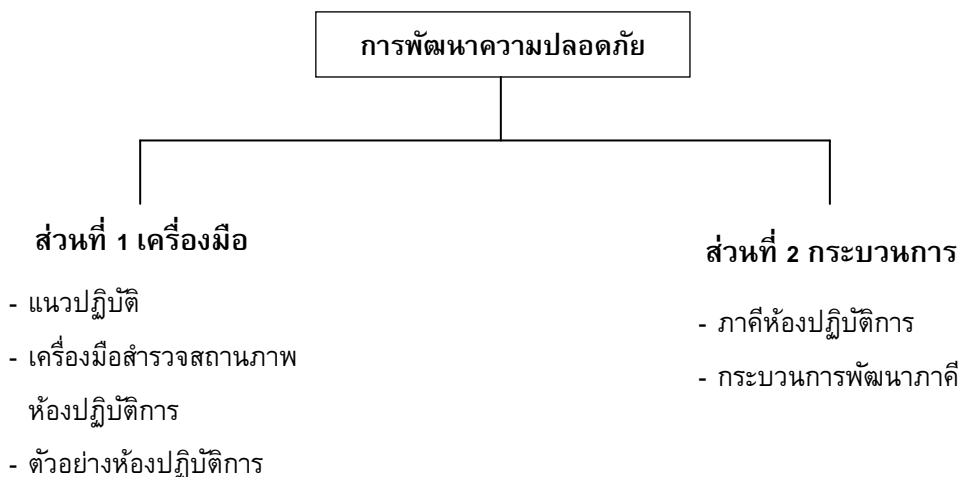 การพัฒนาความปลอดภัย
ส่วนที่ 1 เครื่องมือ
- แนวปฏิบัติ
- เครื่องมือสำรวจสถานภาพ
ห้องปฏิบัติการ
- ตัวอย่างห้องปฏิบัติการ
ส่วนที่ 2 กระบวนการ
- ภาคีห้องปฏิบัติการ
- กระบวนการพัฒนาภาคี